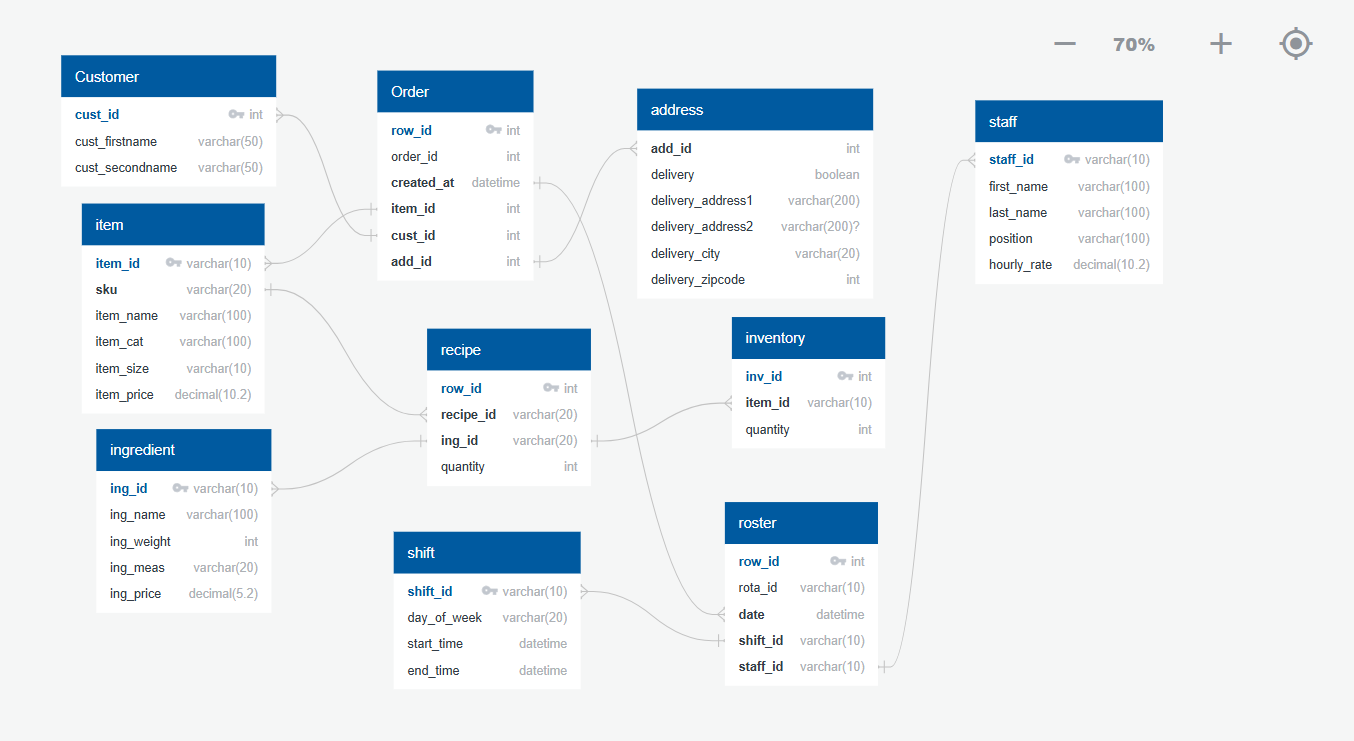 70%
Customer
cust_id int
cust_firstname varchar(50)
cust_secondname varchar(50)
Order
row_id int
order_id int
created_at datetime
item_id int
cust_id int
add_id int
address
add_id int
delivery boolean
delivery_address1 varchar(200)
delivery_address2 varchar(200)?
delivery_city varchar(20)
delivery_zipcode int
staff
staff_id varchar(10)
first_name varchar(100)
last_name varchar(100)
position varchar(100)
hourly_rate decimal(10.2)
item
item_id varchar(10)
sku varchar(20)
item_name varchar(100)
item_cat varchar(100)
item_size varchar(10)
item_price decimal(10.2)
recipe
row_id int
recipe_id varchar(20)
ing_id varchar(20)
quantity int
inventory
inv_id int
item_id varchar(10)
quantity int
ingredient
ing_id varchar(10)
ing_name varchar(100)
ing_weight int
ing_meas varchar(20)
ing_price decimal(5.2)
shift
shift_id varchar(10)
day_of_week varchar(20)
start_time datetime
end_time datetime
roster
row_id int
rota_id varchar(10)
date datetime
shift_id varchar(10)
staff_id varchar(10)